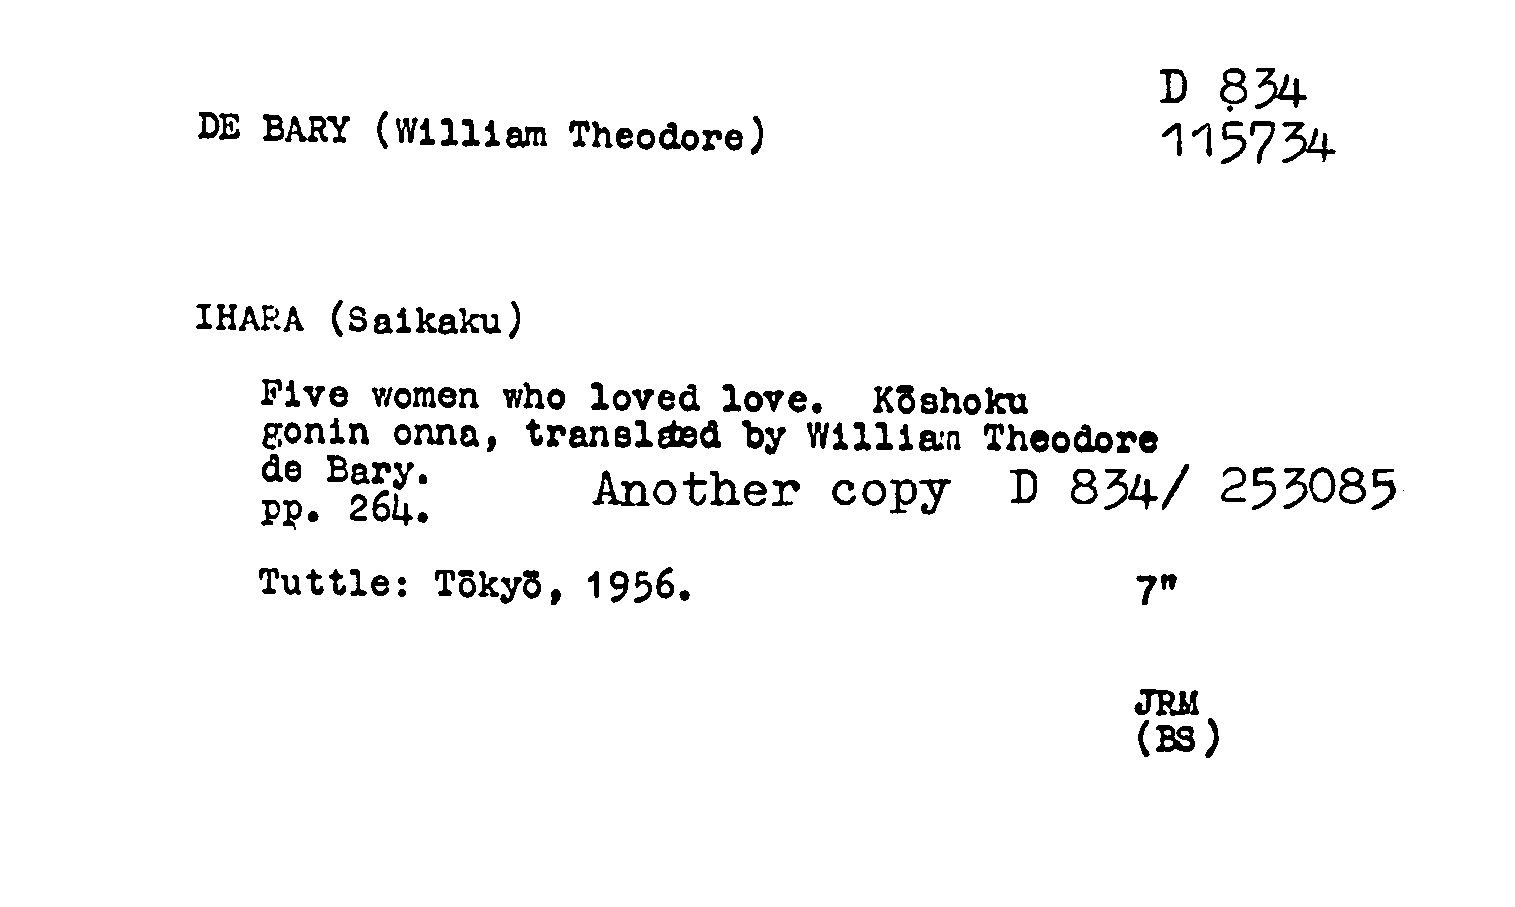 D 834
DE BARY (William Theodore)
115734
IHARA (Saikaku)
Five women who loved love. Kōshoku
gonin onna, translated by William Theodore
de Bary.
Another copy D 834/ 253085
pp. 264.
Tuttle: Tōkyō, 1956.
7"
JRM
(BS)